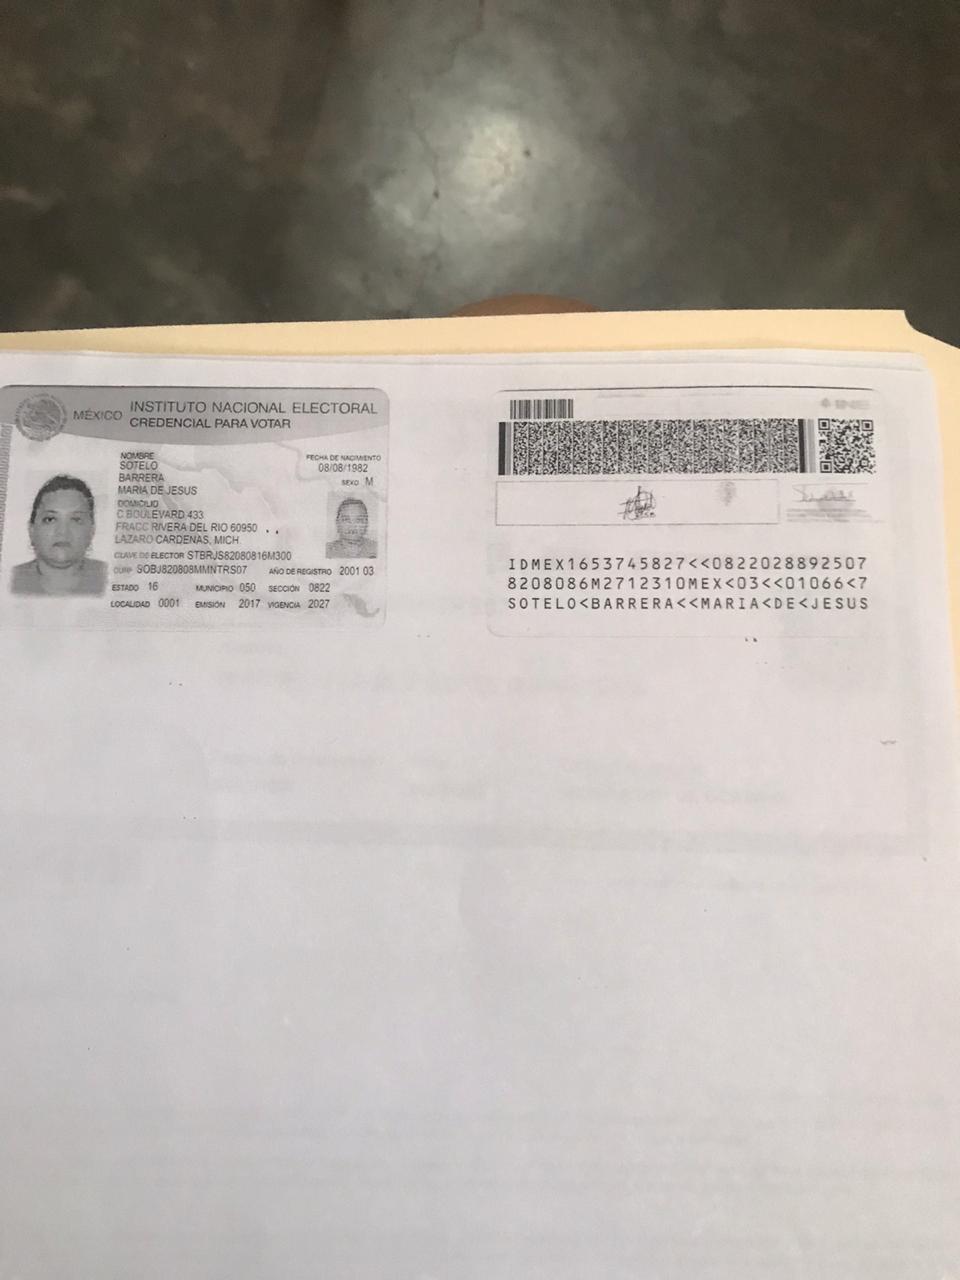 MÉXICO INSTITUTO NACIONAL ELECTORAL
CREDENCIAL PARA VOTAR
NOMBRE
SOTELO
BARRERA
MARIA DE JESUS
FECHA DE NACIMIENTO
08/08/1982
SEXO M
DOMICILIO
C BOULEVARD 433
FRACC RIVERA DEL RIO 60950
LAZARO CARDENAS, MICH.
CLAVE DE ELECTOR STBRJS82080816M300
CURP SOBJ820808MMNTRS07 AÑO DE REGISTRO 2001 03
ESTADO 16 MUNICIPIO 050 SECCIÓN 0822
LOCALIDAD 0001 EMISIÓN 2017 VIGENCIA 2027
INE
IDMEX1653745827<<0822028892507
8208086M2712310MEX<03<<01066<7
SOTELO<BARRERA<<MARIA<DE<JESUS